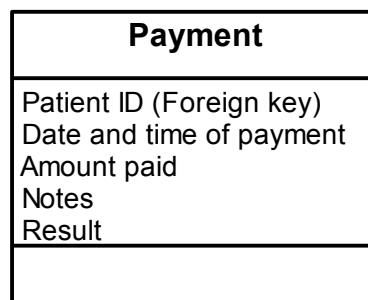 Payment
Patient ID (Foreign key)
Date and time of payment
Amount paid
Notes
Result